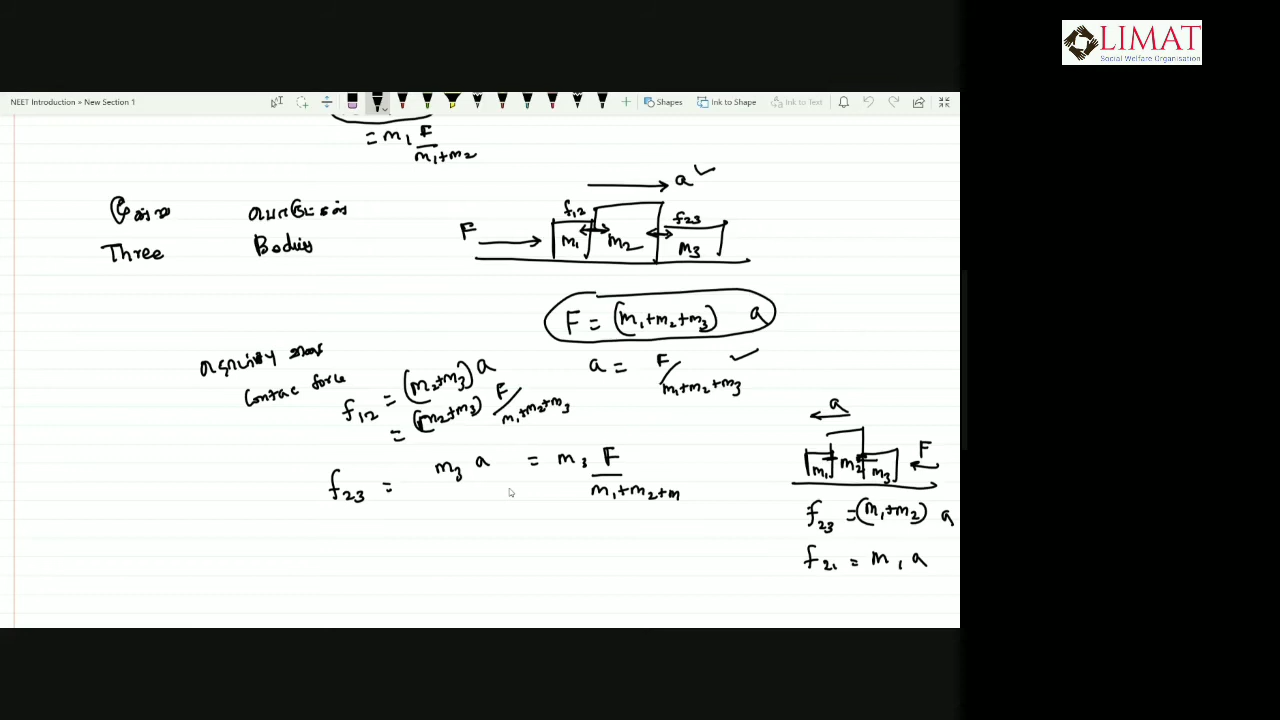 LIMAT
Social Welfare Organisation
NEET Introduction » New Section 1
Shapes
Ink to Shape
Ink to Text
= m₁ F/m₁+m₂
a ✓
Three Bodies
F
f₁₂
f₂₃
m₁
m₂
m₃
F = (m₁+m₂+m₃) a
a = F/m₁+m₂+m₃ ✓
force
f₁₂ = (m₂+m₃) a
= (m₂+m₃) F/m₁+m₂+m₃
f₂₃ = m₃ a = m₃ F/m₁+m₂+m
a
F
m₁
m₂
m₃
f₂₃ = (m₁+m₂) a
f₂₁ = m₁ a